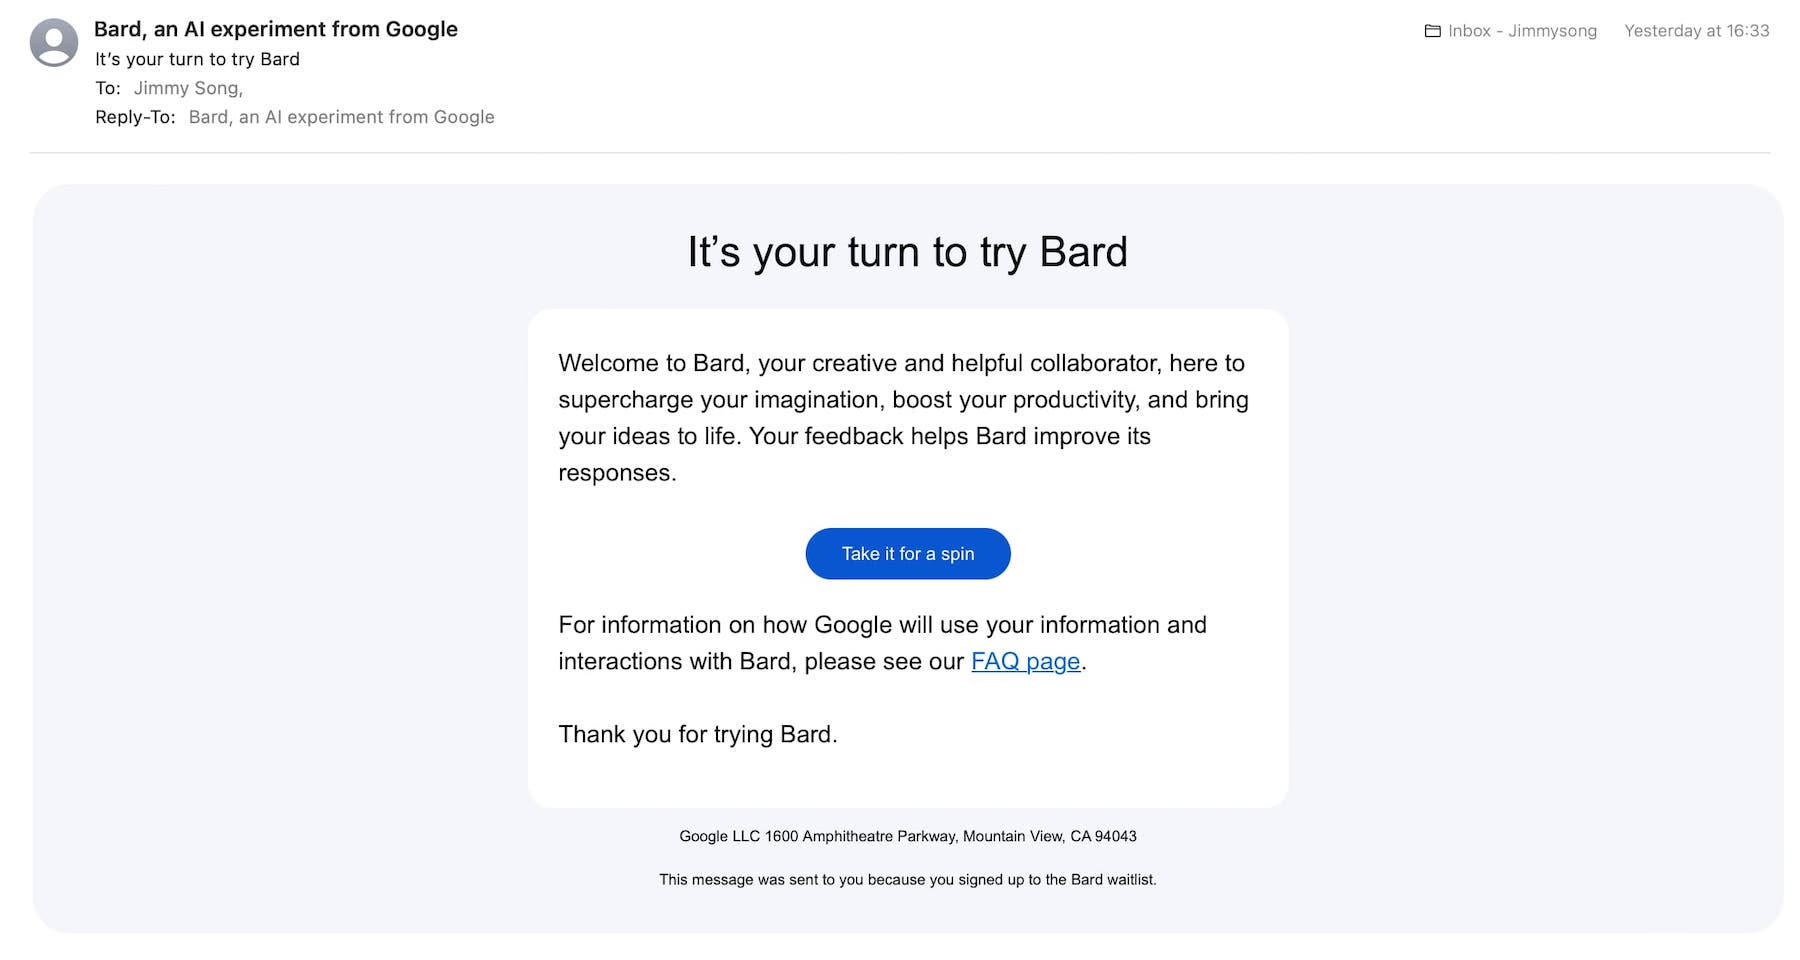 Bard, an AI experiment from Google
Inbox - Jimmysong
Yesterday at 16:33
It’s your turn to try Bard
To: Jimmy Song,
Reply-To: Bard, an AI experiment from Google
It’s your turn to try Bard
Welcome to Bard, your creative and helpful collaborator, here to
supercharge your imagination, boost your productivity, and bring
your ideas to life. Your feedback helps Bard improve its
responses.
Take it for a spin
For information on how Google will use your information and
interactions with Bard, please see our FAQ page.
Thank you for trying Bard.
Google LLC 1600 Amphitheatre Parkway, Mountain View, CA 94043
This message was sent to you because you signed up to the Bard waitlist.